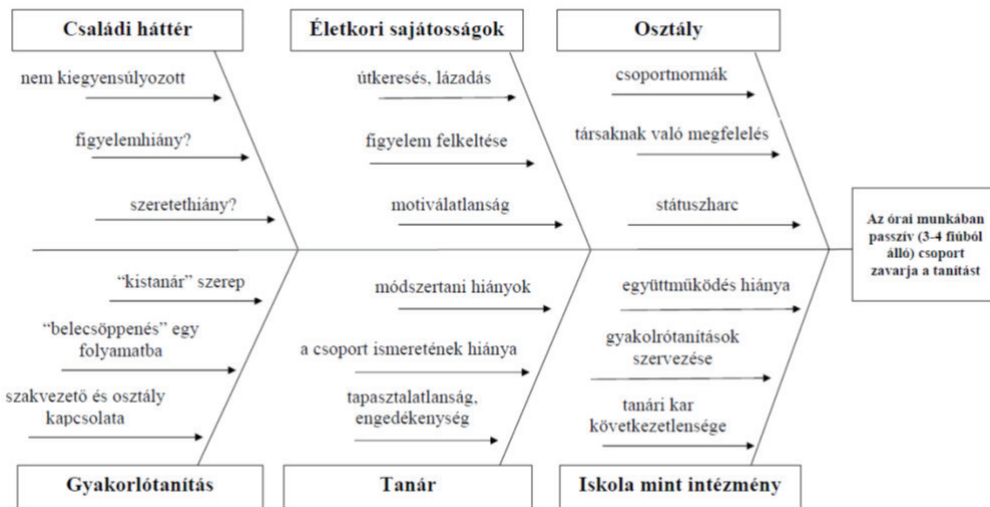 Családi háttér
nem kiegyensúlyozott
figyelemhiány?
szeretethiány?
Életkori sajátosságok
útkeresés, lázadás
figyelem felkeltése
motiválatlanság
Osztály
csoportnormák
társaknak való megfelelés
státuszharc
Az órai munkában
passzív (3-4 fiúból
álló) csoport
zavarja a tanítást
“kistanár” szerep
“belecsöppenés” egy
folyamatba
szakvezető és osztály
kapcsolata
Gyakorlótanítás
módszertani hiányok
a csoport ismeretének hiánya
tapasztalatlanság,
engedékenység
Tanár
együttműködés hiánya
gyakolrótanítások
szervezése
tanári kar
következetlensége
Iskola mint intézmény